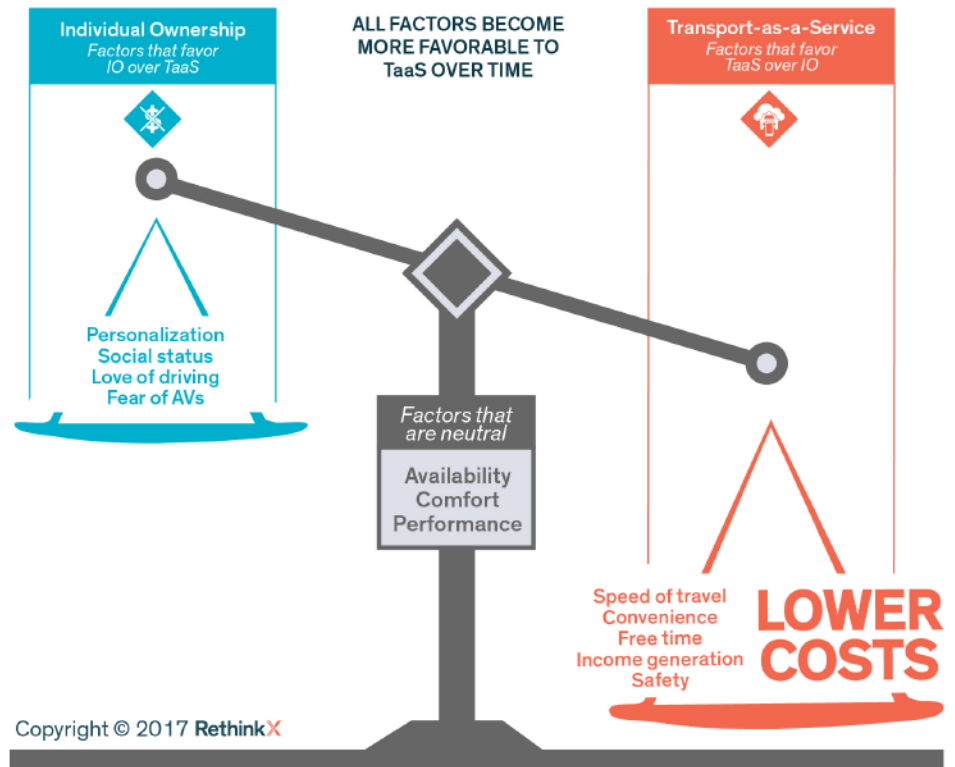 Individual Ownership
Factors that favor
IO over TaaS
ALL FACTORS BECOME
MORE FAVORABLE TO
TaaS OVER TIME
Transport-as-a-Service
Factors that favor
TaaS over IO
$
Personalization
Social status
Love of driving
Fear of AVs
Factors that
are neutral
Availability
Comfort
Performance
Speed of travel
Convenience
Free time
Income generation
Safety
LOWER
COSTS
Copyright © 2017 RethinkX